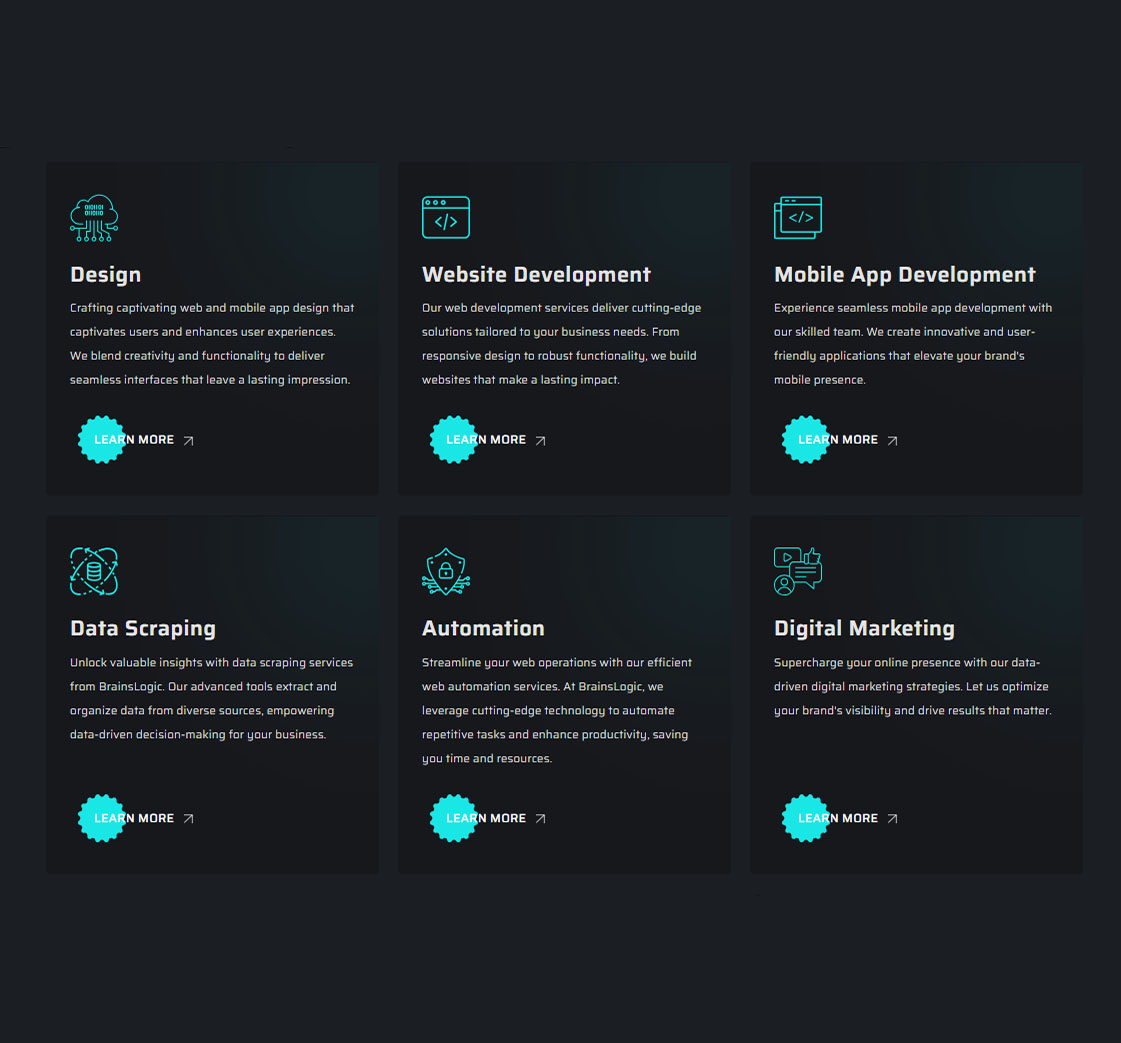 Design
Crafting captivating web and mobile app design that
captivates users and enhances user experiences.
We blend creativity and functionality to deliver
seamless interfaces that leave a lasting impression.
LEARN MORE
Website Development
Our web development services deliver cutting-edge
solutions tailored to your business needs. From
responsive design to robust functionality, we build
websites that make a lasting impact.
LEARN MORE
Mobile App Development
Experience seamless mobile app development with
our skilled team. We create innovative and user-
friendly applications that elevate your brand's
mobile presence.
LEARN MORE
Data Scraping
Unlock valuable insights with data scraping services
from BrainsLogic. Our advanced tools extract and
organize data from diverse sources, empowering
data-driven decision-making for your business.
LEARN MORE
Automation
Streamline your web operations with our efficient
web automation services. At BrainsLogic, we
leverage cutting-edge technology to automate
repetitive tasks and enhance productivity, saving
you time and resources.
LEARN MORE
Digital Marketing
Supercharge your online presence with our data-
driven digital marketing strategies. Let us optimize
your brand's visibility and drive results that matter.
LEARN MORE